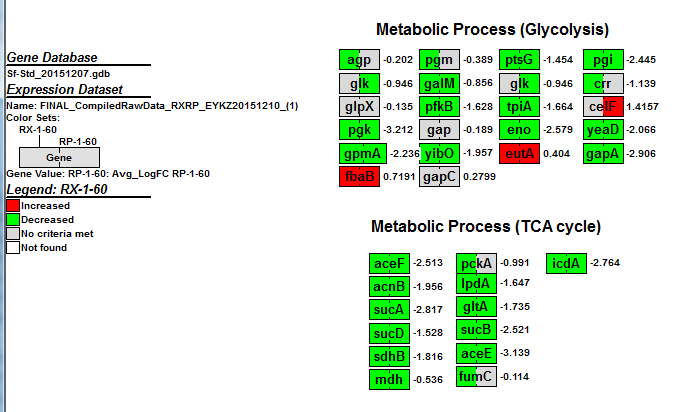 Metabolic Process (Glycolysis)
Gene Database
Sf-Std_20151207.gdb
Expression Dataset
Name: FINAL_CompiledRawData_RXRP_EYKZ20151210_(1)
Color Sets:
RX-1-60
RP-1-60
Gene
Gene Value: RP-1-60: Avg_LogFC RP-1-60
Legend: RX-1-60
Increased
Decreased
No criteria met
Not found
agp -0.202 pgm -0.389 ptsG -1.454 pgi -2.445
glk -0.946 galM -0.856 glk -0.946 crr -1.139
glpX -0.135 pfkB -1.628 tpiA -1.664 celF 1.4157
pgk -3.212 gap -0.189 eno -2.579 yeaD -2.066
gpmA -2.236 yibO -1.957 eutA 0.404 gapA -2.906
fbaB 0.7191 gapC 0.2799
Metabolic Process (TCA cycle)
aceF -2.513 pckA -0.991 icdA -2.764
acnB -1.956 lpdA -1.647
sucA -2.817 gltA -1.735
sucD -1.528 sucB -2.521
sdhB -1.816 aceE -3.139
mdh -0.536 fumC -0.114